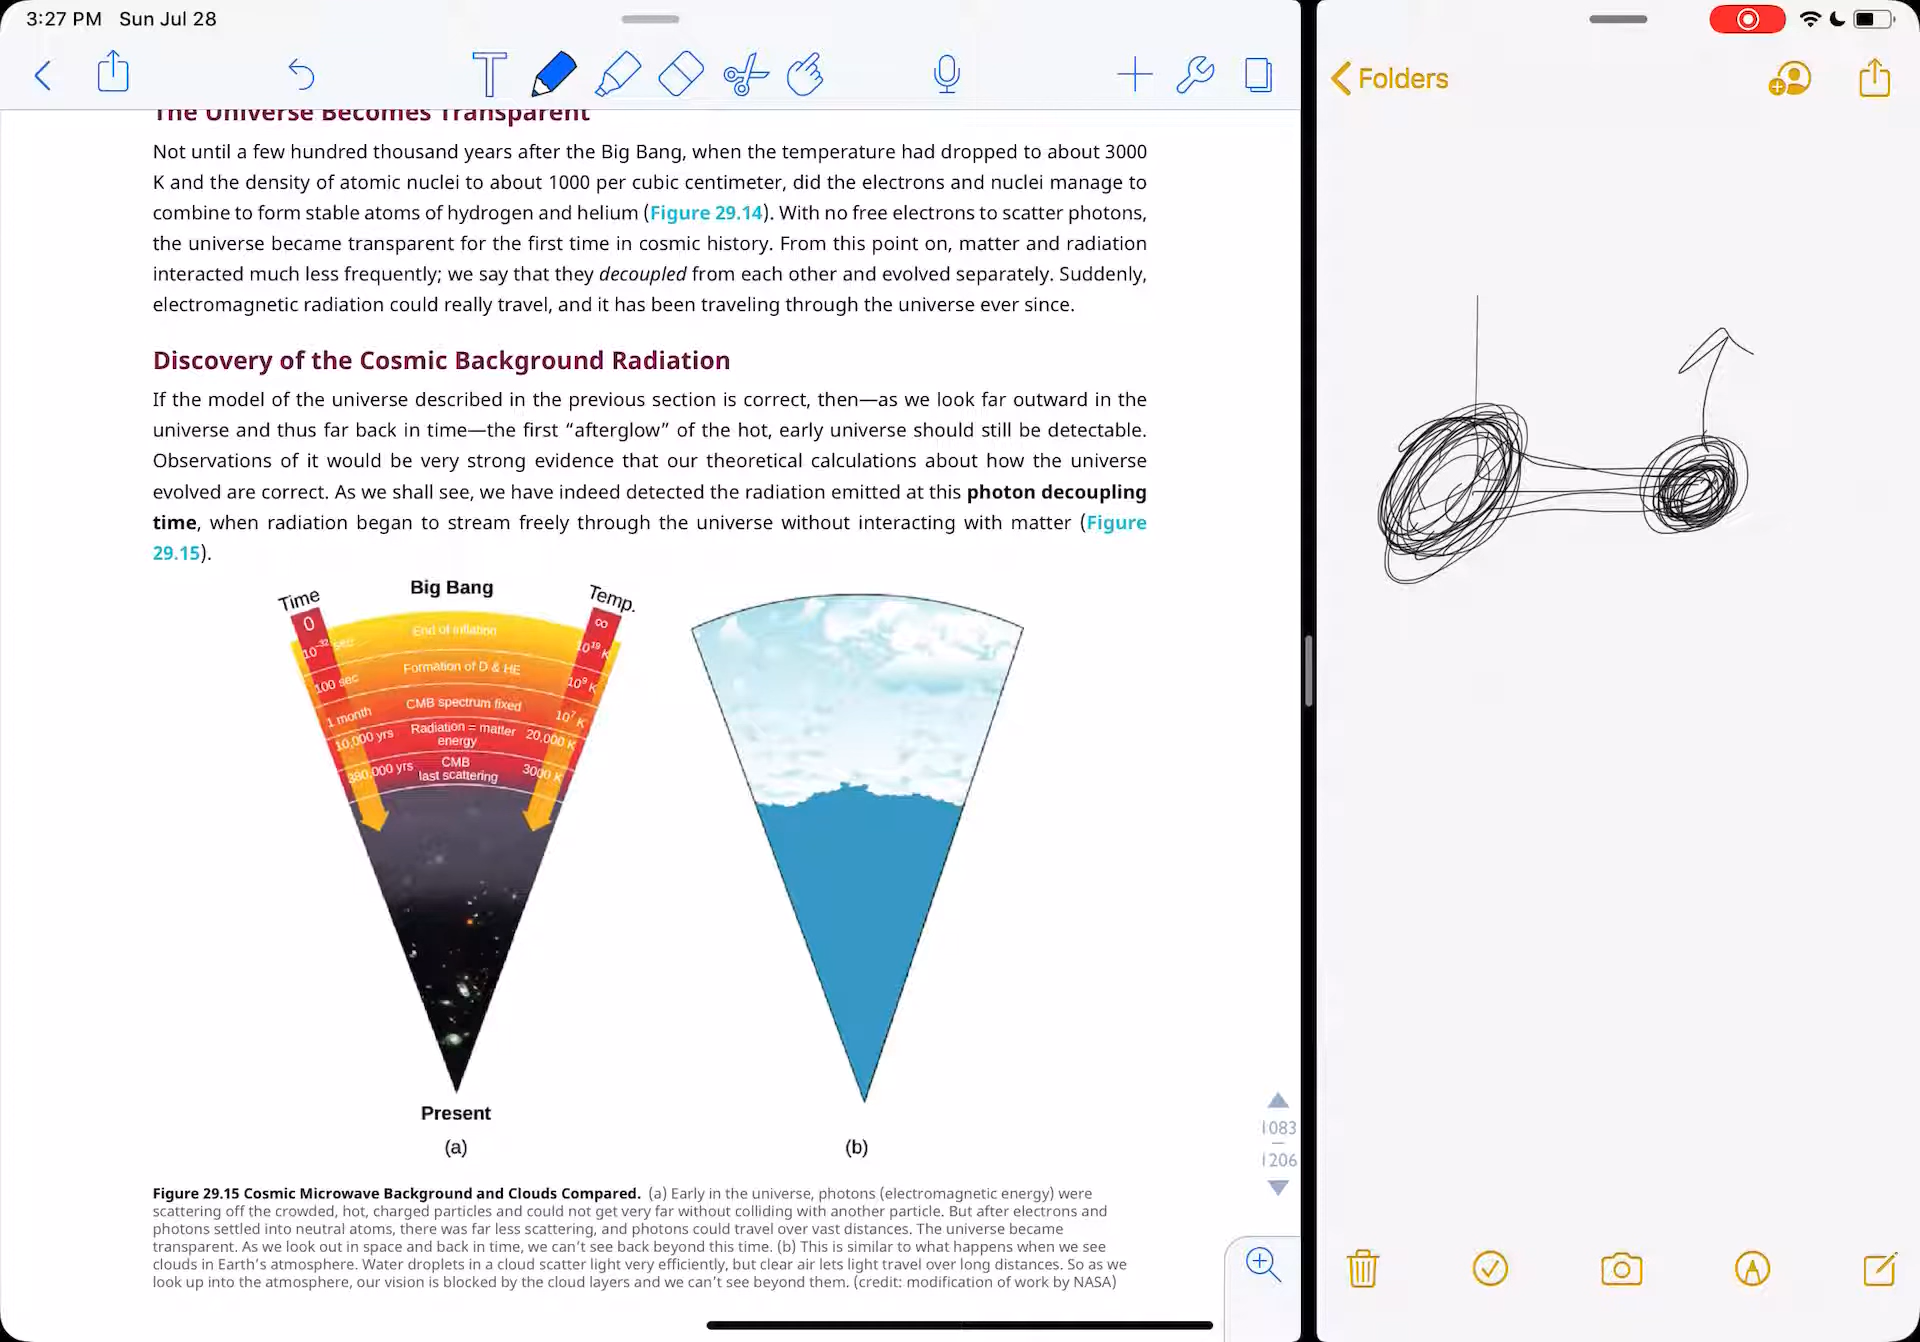 3:27 PM Sun Jul 28
Folders
The Universe Becomes Transparent
Not until a few hundred thousand years after the Big Bang, when the temperature had dropped to about 3000
K and the density of atomic nuclei to about 1000 per cubic centimeter, did the electrons and nuclei manage to
combine to form stable atoms of hydrogen and helium (Figure 29.14). With no free electrons to scatter photons,
the universe became transparent for the first time in cosmic history. From this point on, matter and radiation
interacted much less frequently; we say that they decoupled from each other and evolved separately. Suddenly,
electromagnetic radiation could really travel, and it has been traveling through the universe ever since.
Discovery of the Cosmic Background Radiation
If the model of the universe described in the previous section is correct, then—as we look far outward in the
universe and thus far back in time—the first “afterglow” of the hot, early universe should still be detectable.
Observations of it would be very strong evidence that our theoretical calculations about how the universe
evolved are correct. As we shall see, we have indeed detected the radiation emitted at this photon decoupling
time, when radiation began to stream freely through the universe without interacting with matter (Figure
29.15).
Time Big Bang Temp.
0 End of inflation ∞
10⁻³² sec 10¹⁹ K
100 sec Formation of D & HE 10⁹ K
1 month CMB spectrum fixed 10⁷ K
10,000 yrs Radiation = matter 20,000 K
energy
380,000 yrs CMB 3000 K
last scattering
Present
(a) (b)
1083
1206
Figure 29.15 Cosmic Microwave Background and Clouds Compared. (a) Early in the universe, photons (electromagnetic energy) were
scattering off the crowded, hot, charged particles and could not get very far without colliding with another particle. But after electrons and
photons settled into neutral atoms, there was far less scattering, and photons could travel over vast distances. The universe became
transparent. As we look out in space and back in time, we can’t see back beyond this time. (b) This is similar to what happens when we see
clouds in Earth’s atmosphere. Water droplets in a cloud scatter light very efficiently, but clear air lets light travel over long distances. So as we
look up into the atmosphere, our vision is blocked by the cloud layers and we can’t see beyond them. (credit: modification of work by NASA)